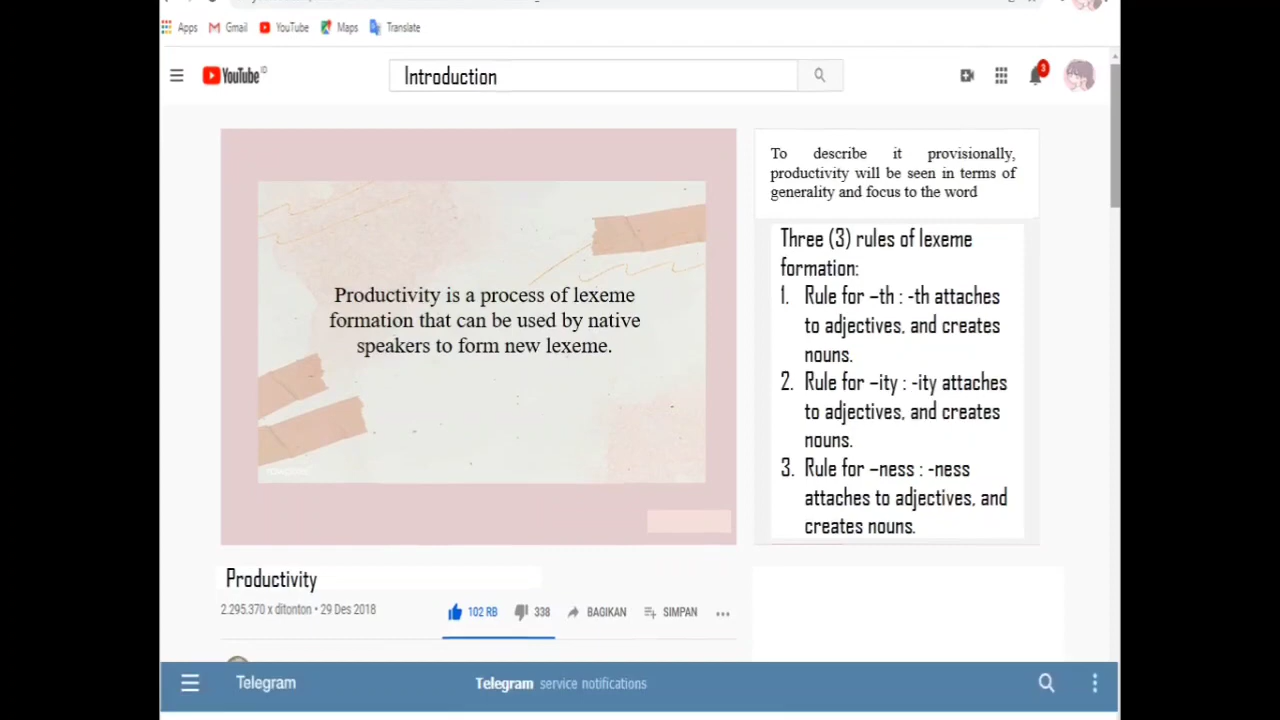 Apps Gmail YouTube Maps Translate
YouTube ID
Introduction
3
Productivity is a process of lexeme
formation that can be used by native
speakers to form new lexeme.
To describe it provisionally,
productivity will be seen in terms of
generality and focus to the word
Three (3) rules of lexeme
formation:
1. Rule for –th : -th attaches
to adjectives, and creates
nouns.
2. Rule for –ity : -ity attaches
to adjectives, and creates
nouns.
3. Rule for –ness : -ness
attaches to adjectives, and
creates nouns.
Productivity
2.295.370 x ditonton • 29 Des 2018
102 RB 338 BAGIKAN SIMPAN
Telegram
Telegram service notifications